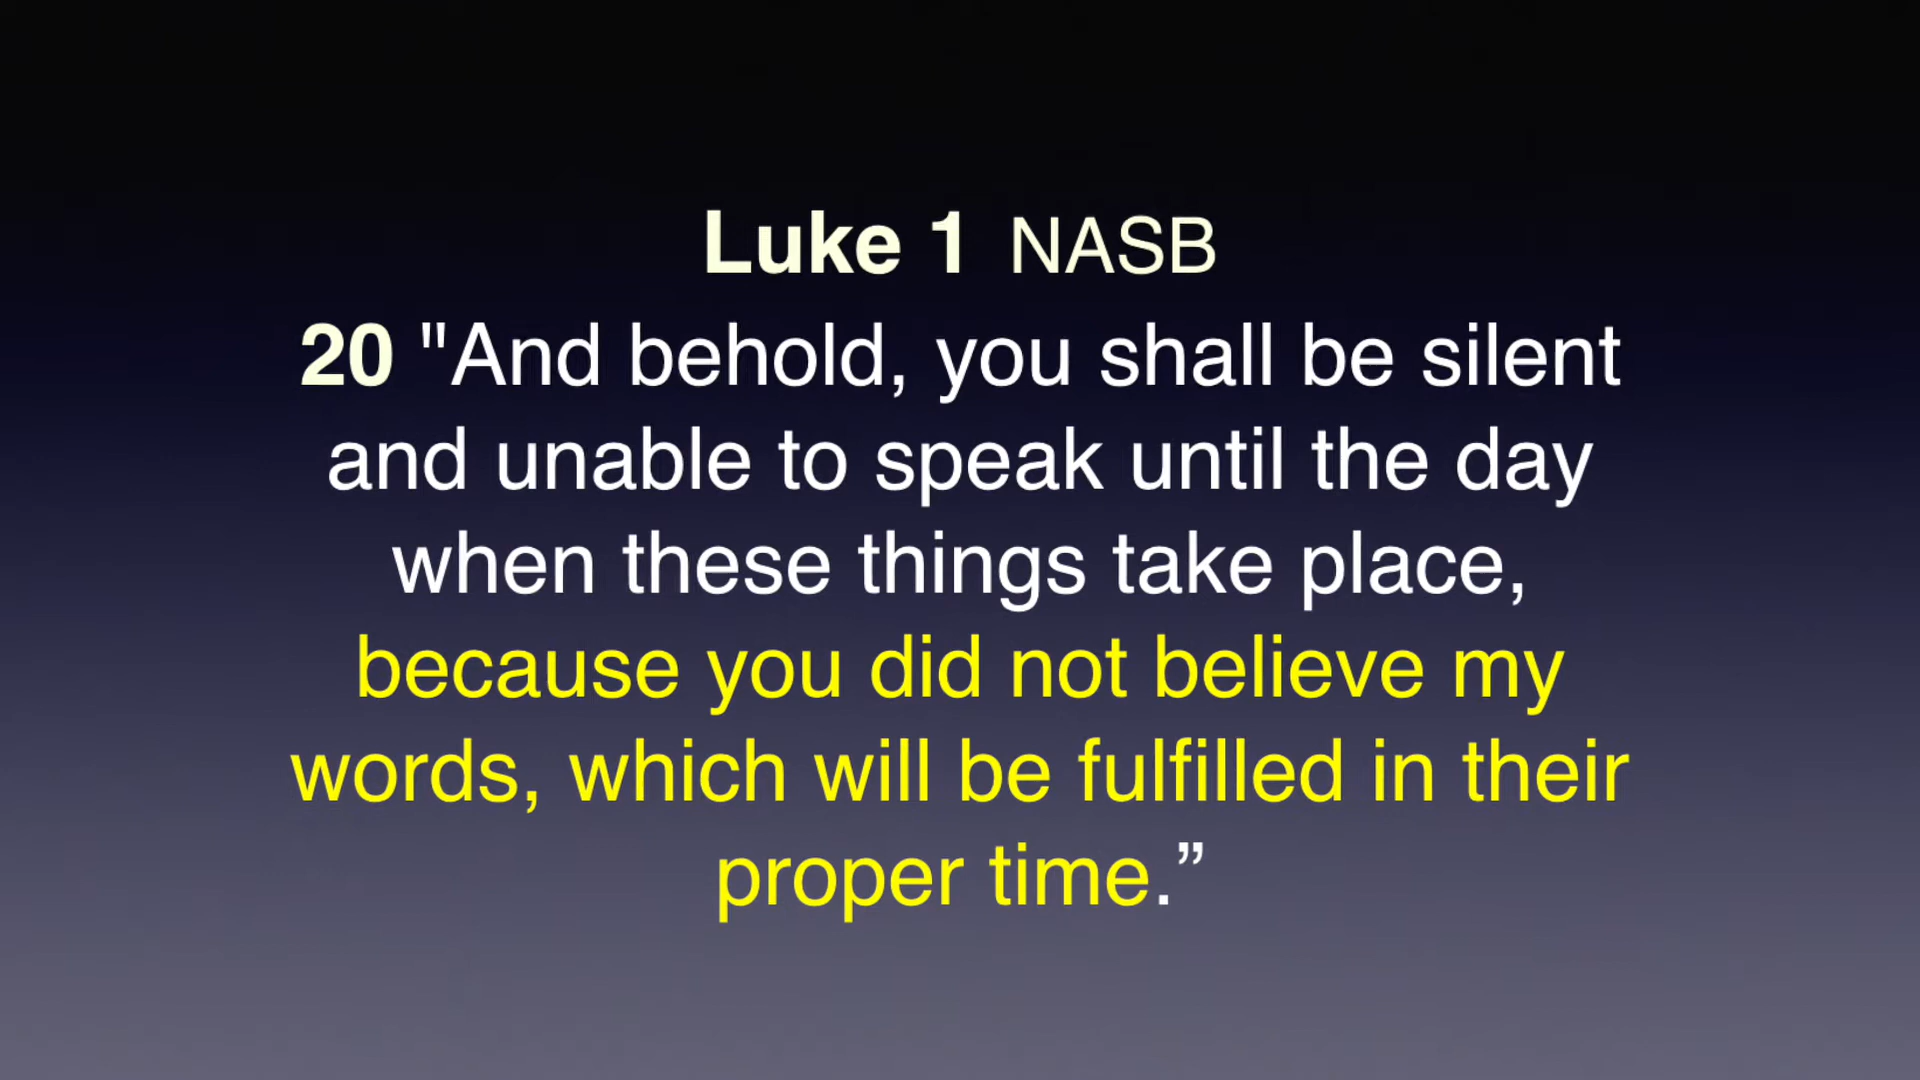 Luke 1 NASB
20 "And behold, you shall be silent
and unable to speak until the day
when these things take place,
because you did not believe my
words, which will be fulfilled in their
proper time.”